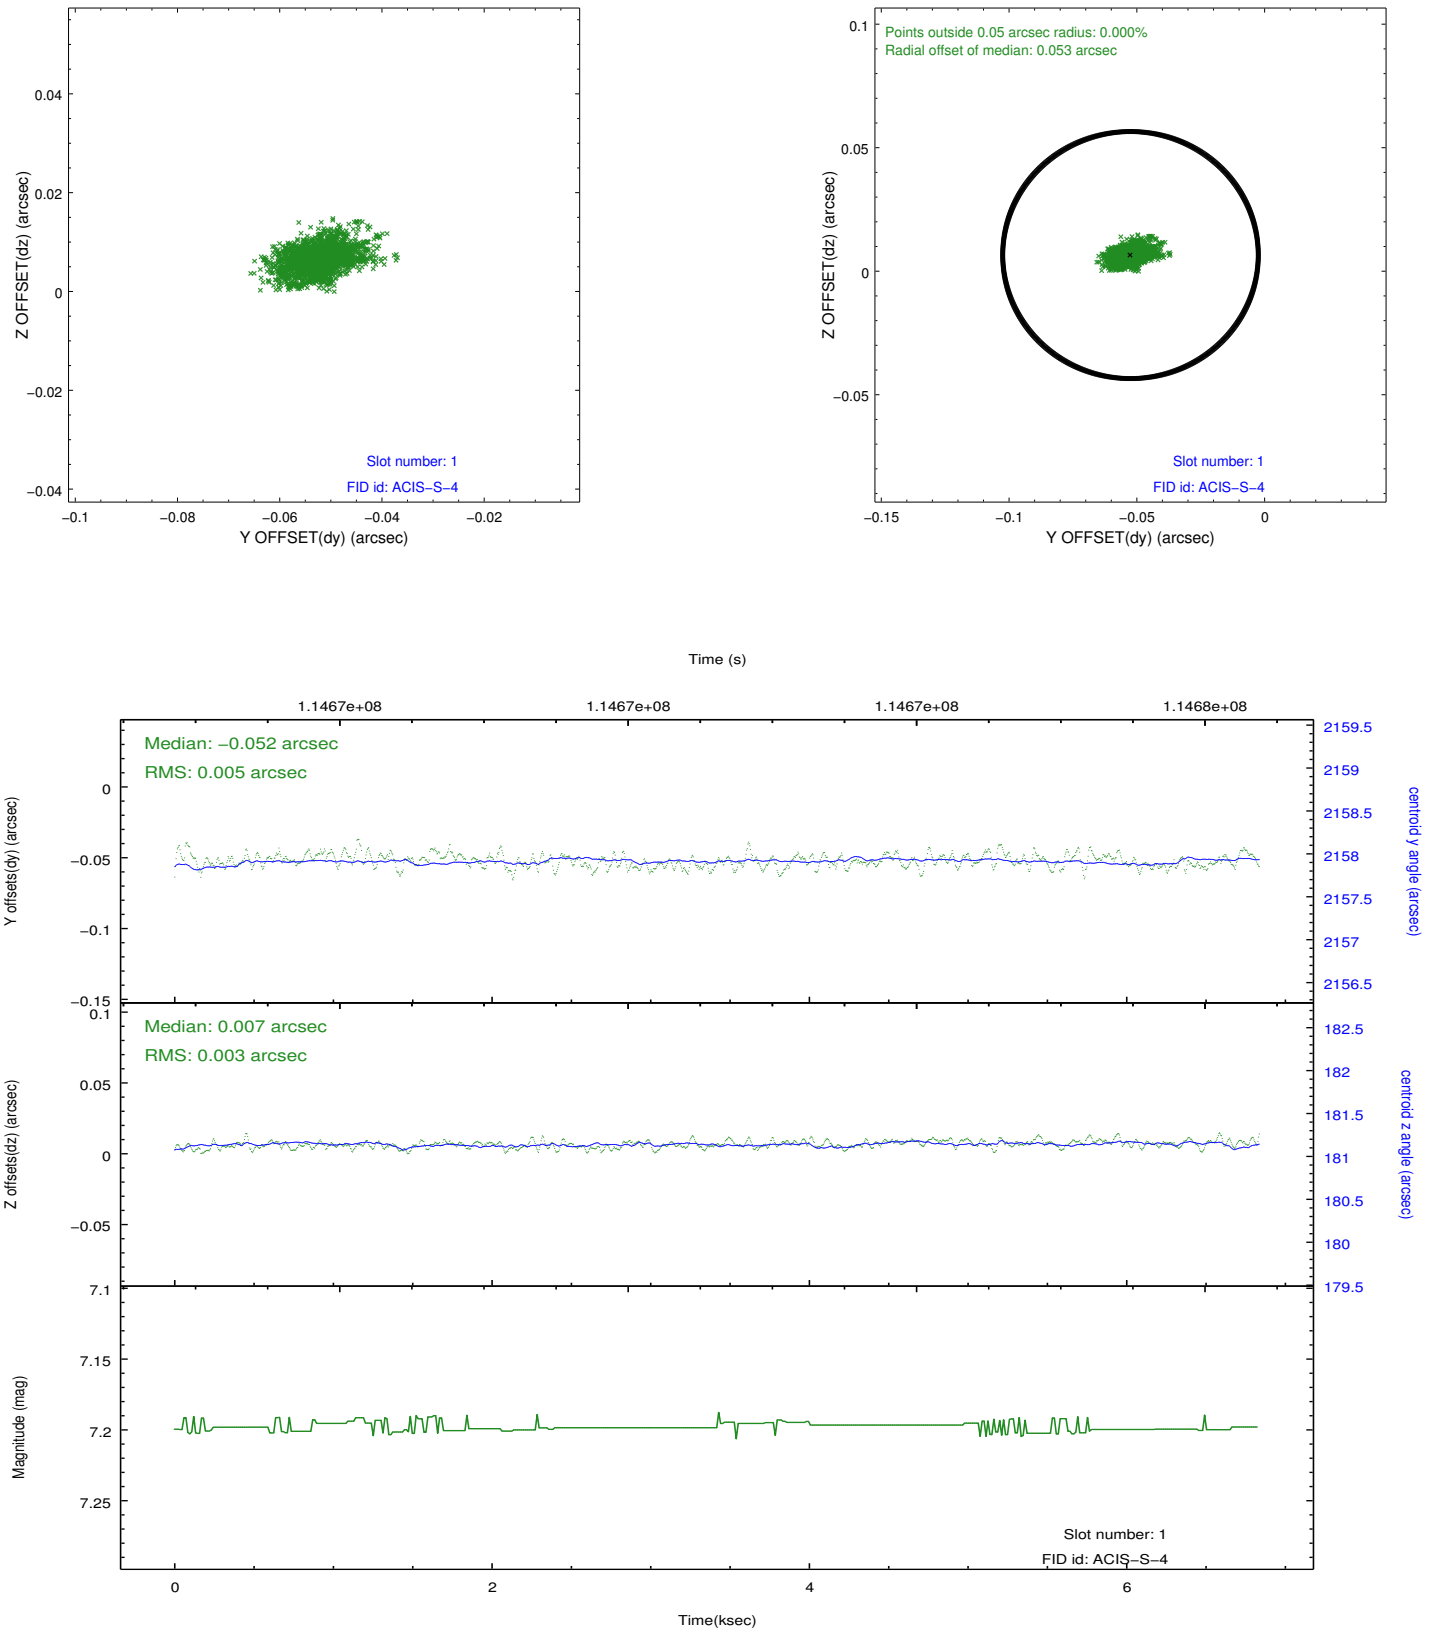 0.04
0.02
0
−0.02
−0.04
Z OFFSET(dz) (arcsec)
Slot number: 1
FID id: ACIS−S−4
−0.1
−0.08
−0.06
−0.04
−0.02
Y OFFSET(dy) (arcsec)
Points outside 0.05 arcsec radius: 0.000%
Radial offset of median: 0.053 arcsec
0.1
0.05
0
−0.05
Z OFFSET(dz) (arcsec)
Slot number: 1
FID id: ACIS−S−4
−0.15
−0.1
−0.05
0
Y OFFSET(dy) (arcsec)
Time (s)
1.1467e+08
1.1467e+08
1.1467e+08
1.1468e+08
Median: −0.052 arcsec
RMS: 0.005 arcsec
0
−0.05
−0.1
−0.15
Y offsets(dy) (arcsec)
2159.5
2159
2158.5
2158
2157.5
2157
2156.5
centroid y angle (arcsec)
Median: 0.007 arcsec
RMS: 0.003 arcsec
0.1
0.05
0
−0.05
Z offsets(dz) (arcsec)
182.5
182
181.5
181
180.5
180
179.5
centroid z angle (arcsec)
7.1
7.15
7.2
7.25
Magnitude (mag)
Slot number: 1
FID id: ACIS−S−4
0
2
4
6
Time(ksec)